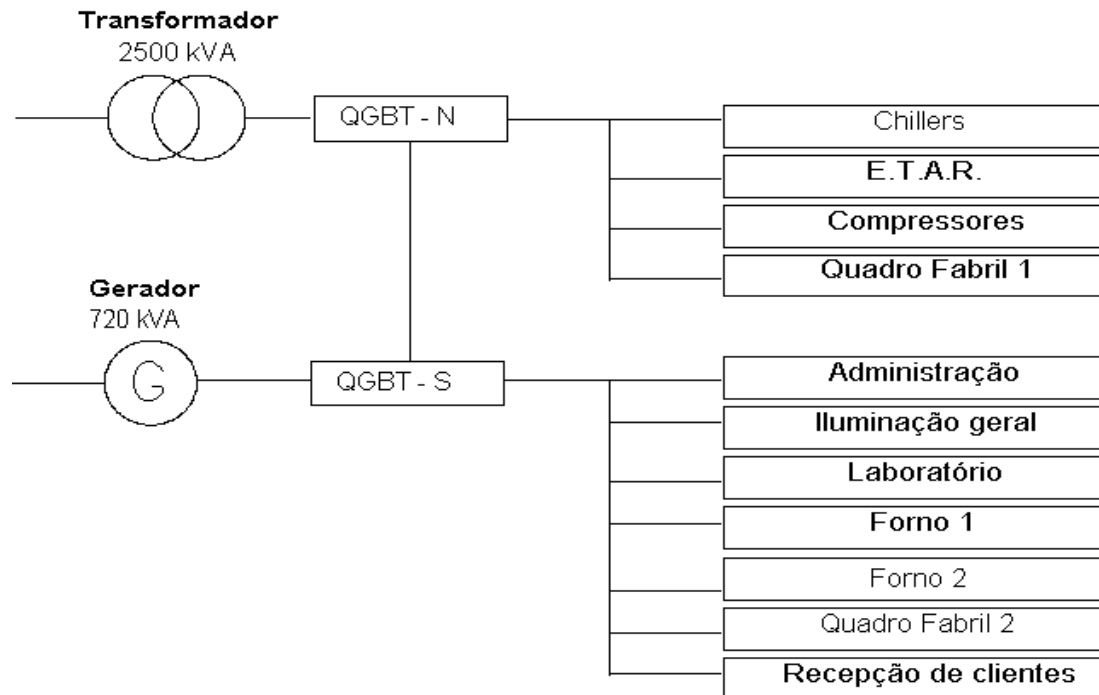 Transformador
2500 kVA
QGBT - N
Chillers
E.T.A.R.
Compressores
Quadro Fabril 1
Gerador
720 kVA
G
QGBT - S
Administração
Iluminação geral
Laboratório
Forno 1
Forno 2
Quadro Fabril 2
Recepção de clientes